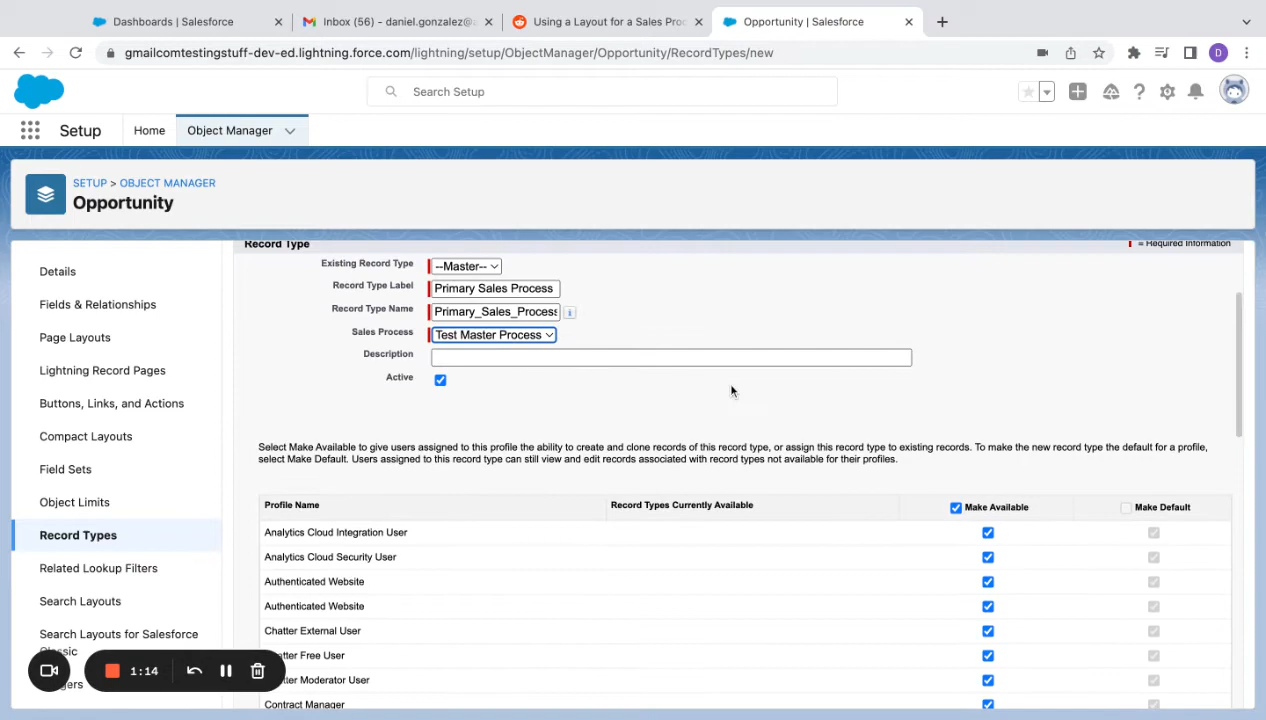 Dashboards | Salesforce
Inbox (56) - daniel.gonzalez@
Using a Layout for a Sales Pro
Opportunity | Salesforce
gmailcomtestingstuff-dev-ed.lightning.force.com/lightning/setup/ObjectManager/Opportunity/RecordTypes/new
D
Search Setup
Setup
Home
Object Manager
SETUP > OBJECT MANAGER
Opportunity
Details
Fields & Relationships
Page Layouts
Lightning Record Pages
Buttons, Links, and Actions
Compact Layouts
Field Sets
Object Limits
Record Types
Related Lookup Filters
Search Layouts
Search Layouts for Salesforce
1:14
Record Type
= Required Information
Existing Record Type --Master--
Record Type Label Primary Sales Process
Record Type Name Primary_Sales_Process i
Sales Process Test Master Process
Description
Active
Select Make Available to give users assigned to this profile the ability to create and clone records of this record type, or assign this record type to existing records. To make the new record type the default for a profile,
select Make Default. Users assigned to this record type can still view and edit records associated with record types not available for their profiles.
Profile Name Record Types Currently Available Make Available Make Default
Analytics Cloud Integration User
Analytics Cloud Security User
Authenticated Website
Authenticated Website
Chatter External User
Free User
Moderator User
Contract Manager